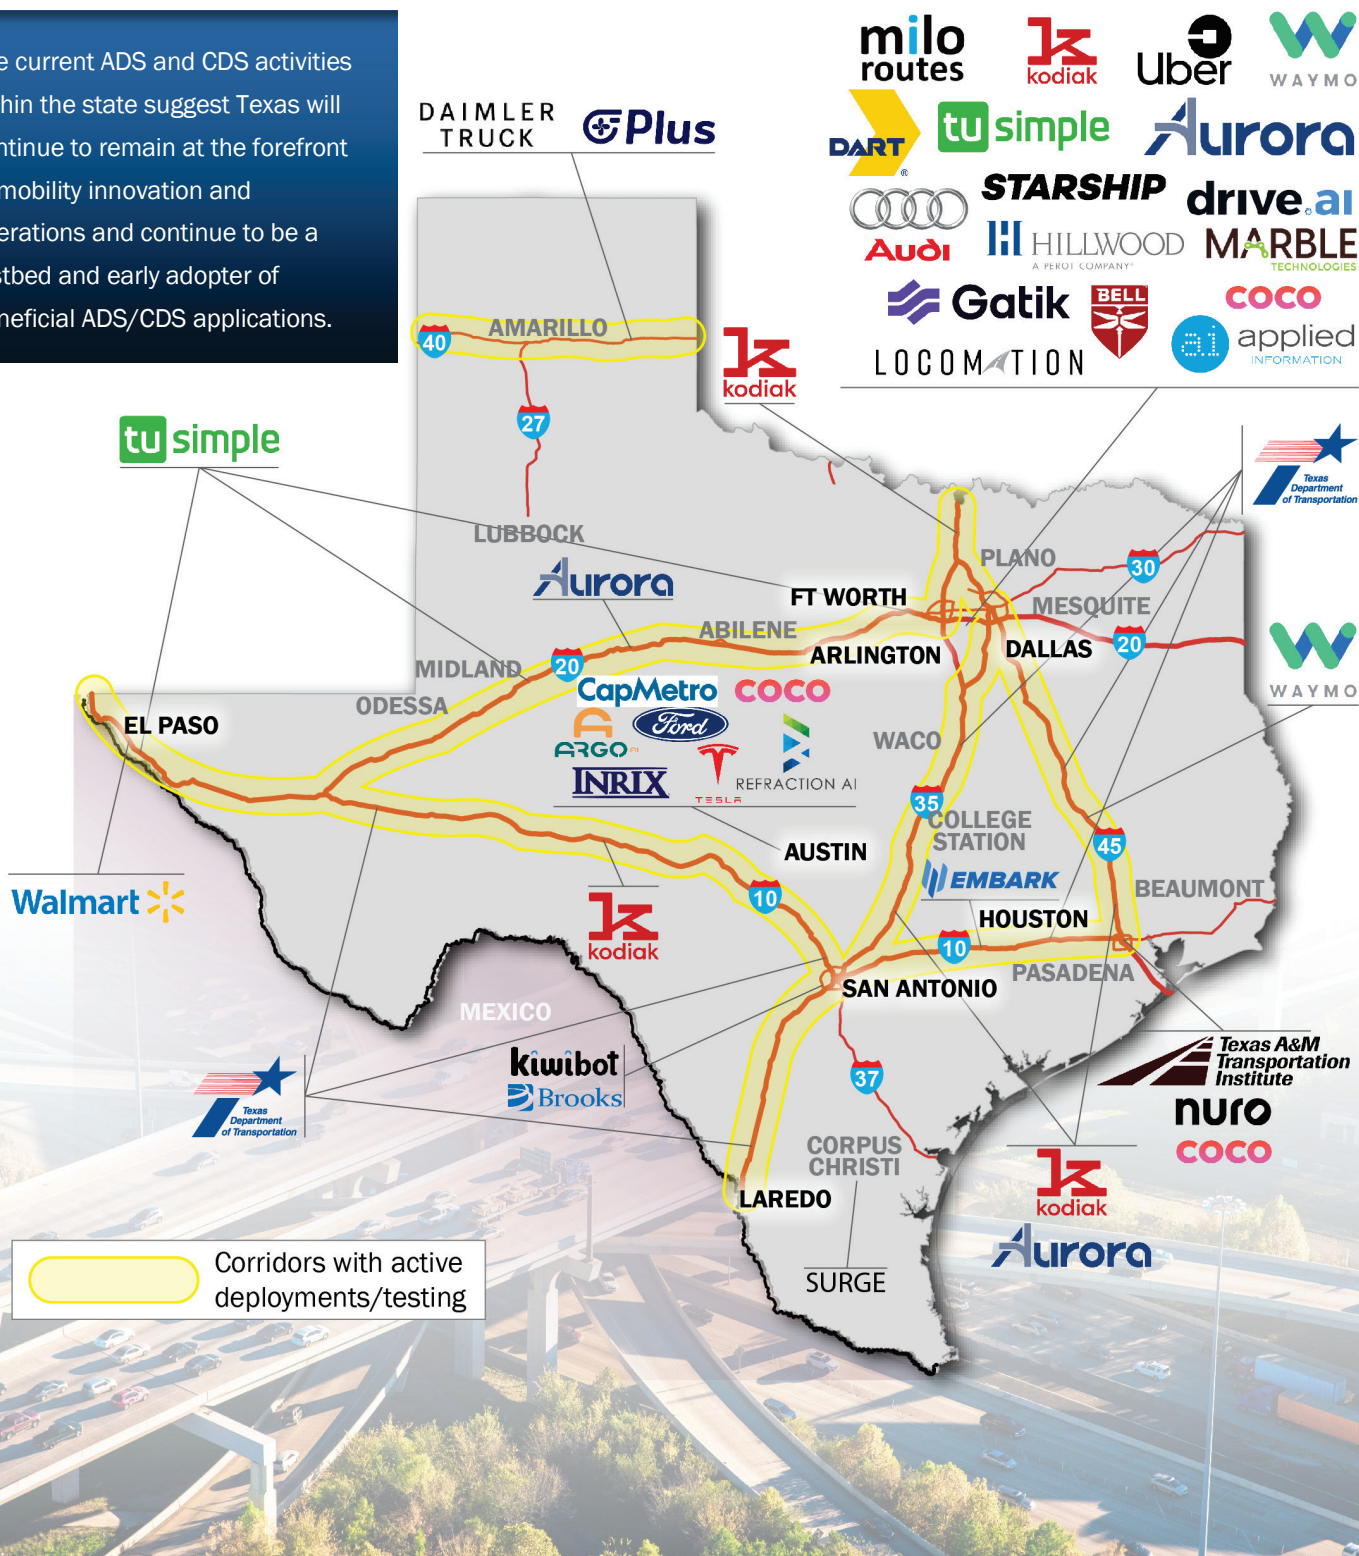 e current ADS and CDS activities
hin the state suggest Texas will
ntinue to remain at the forefront
mobility innovation and
erations and continue to be a
stbed and early adopter of
neficial ADS/CDS applications.
DAIMLER
TRUCK
Plus
milo
routes
kodiak
Uber
WAYMO
DART
®
tu simple
Aurora
Audi
STARSHIP
drive.ai
HILLWOOD
A PEROT COMPANY
MARBLE
TECHNOLOGIES
Gatik
BELL
coco
LOCOMATION
ai applied
INFORMATION
40
AMARILLO
27
kodiak
tu simple
LUBBOCK
Texas
Department
of Transportation
Aurora
PLANO
30
FT WORTH
MESQUITE
ABILENE
20
ARLINGTON
DALLAS
20
MIDLAND
ODESSA
WAYMO
EL PASO
CapMetro
coco
ARGO AI
Ford
INRIX
TESLA
REFRACTION AI
WACO
35
COLLEGE
STATION
45
AUSTIN
EMBARK
BEAUMONT
Walmart
10
kodiak
HOUSTON
10
PASADENA
SAN ANTONIO
MEXICO
kiwibot
Brooks
37
Texas A&M
Transportation
Institute
nuro
coco
Texas
Department
of Transportation
CORPUS
CHRISTI
kodiak
Aurora
LAREDO
SURGE
Corridors with active
deployments/testing